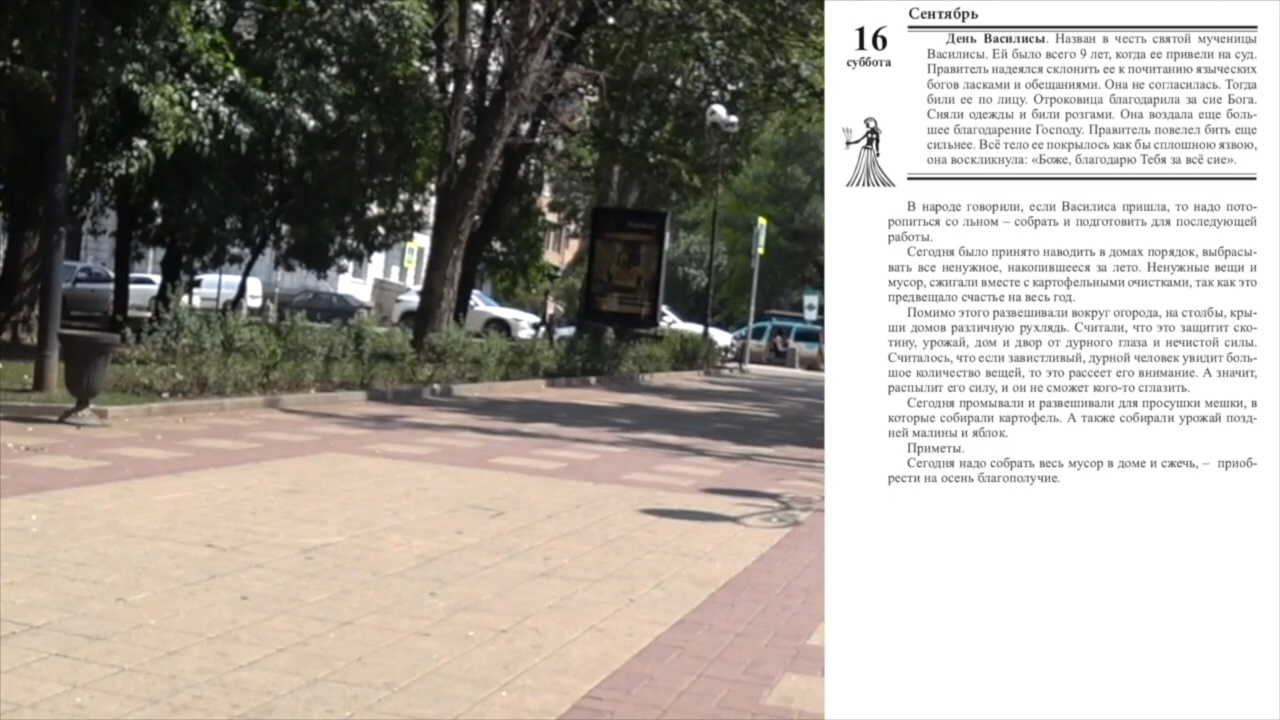 Сентябрь
16
суббота
День Василисы. Назван в честь святой мученицы
Василисы. Ей было всего 9 лет, когда ее привели на суд.
Правитель надеялся склонить ее к почитанию языческих
богов ласками и обещаниями. Она не согласилась. Тогда
били ее по лицу. Отроковица благодарила за сие Бога.
Сняли одежды и били розгами. Она воздала еще боль-
шее благодарение Господу. Правитель повелел бить еще
сильнее. Всё тело ее покрылось как бы сплошною язвою,
она воскликнула: «Боже, благодарю Тебя за всё сие».
В народе говорили, если Василиса пришла, то надо пото-
ропиться со льном – собрать и подготовить для последующей
работы.
Сегодня было принято наводить в домах порядок, выбрасы-
вать все ненужное, накопившееся за лето. Ненужные вещи и
мусор, сжигали вместе с картофельными очистками, так как это
предвещало счастье на весь год.
Помимо этого развешивали вокруг огорода, на столбы, кры-
ши домов различную рухлядь. Считали, что это защитит ско-
тину, урожай, дом и двор от дурного глаза и нечистой силы.
Считалось, что если завистливый, дурной человек увидит боль-
шое количество вещей, то это рассеет его внимание. А значит,
распылит его силу, и он не сможет кого-то сглазить.
Сегодня промывали и развешивали для просушки мешки, в
которые собирали картофель. А также собирали урожай позд-
ней малины и яблок.
Приметы.
Сегодня надо собрать весь мусор в доме и сжечь, – приоб-
рести на осень благополучие.